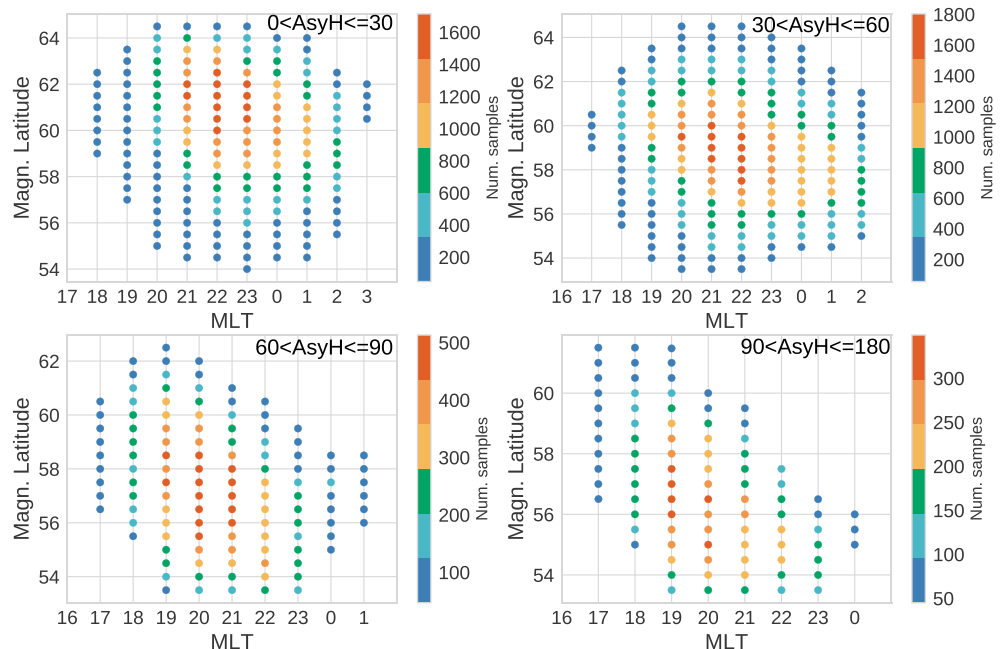 0<AsyH<=30
64
62
60
58
56
54
Magn. Latitude
17 18 19 20 21 22 23 0 1 2 3
MLT
1600
1400
1200
1000
800
600
400
200
Num. samples
30<AsyH<=60
64
62
60
58
56
54
Magn. Latitude
16 17 18 19 20 21 22 23 0 1 2
MLT
1800
1600
1400
1200
1000
800
600
400
200
Num. samples
60<AsyH<=90
62
60
58
56
54
Magn. Latitude
16 17 18 19 20 21 22 23 0 1
MLT
500
400
300
200
100
Num. samples
90<AsyH<=180
60
58
56
54
Magn. Latitude
16 17 18 19 20 21 22 23 0
MLT
300
250
200
150
100
50
Num. samples